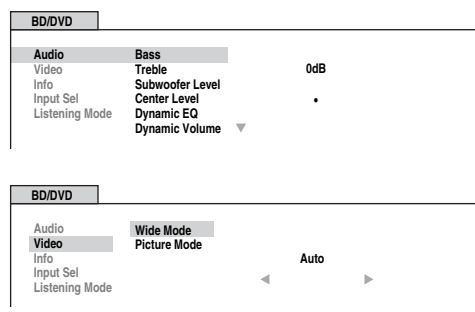 BD/DVD
Audio Bass
Video Treble 0dB
Info Subwoofer Level
Input Sel Center Level
Listening Mode Dynamic EQ
Dynamic Volume
BD/DVD
Audio Wide Mode
Video Picture Mode
Info Auto
Input Sel
Listening Mode